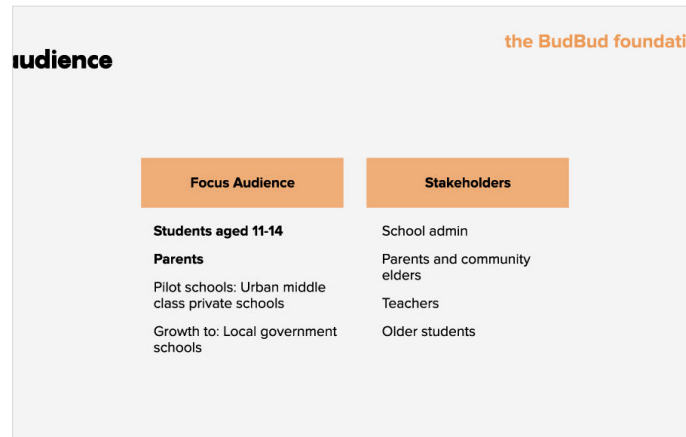 the BudBud foundati
udience
Focus Audience
Stakeholders
Students aged 11-14
Parents
Pilot schools: Urban middle
class private schools
Growth to: Local government
schools
School admin
Parents and community
elders
Teachers
Older students